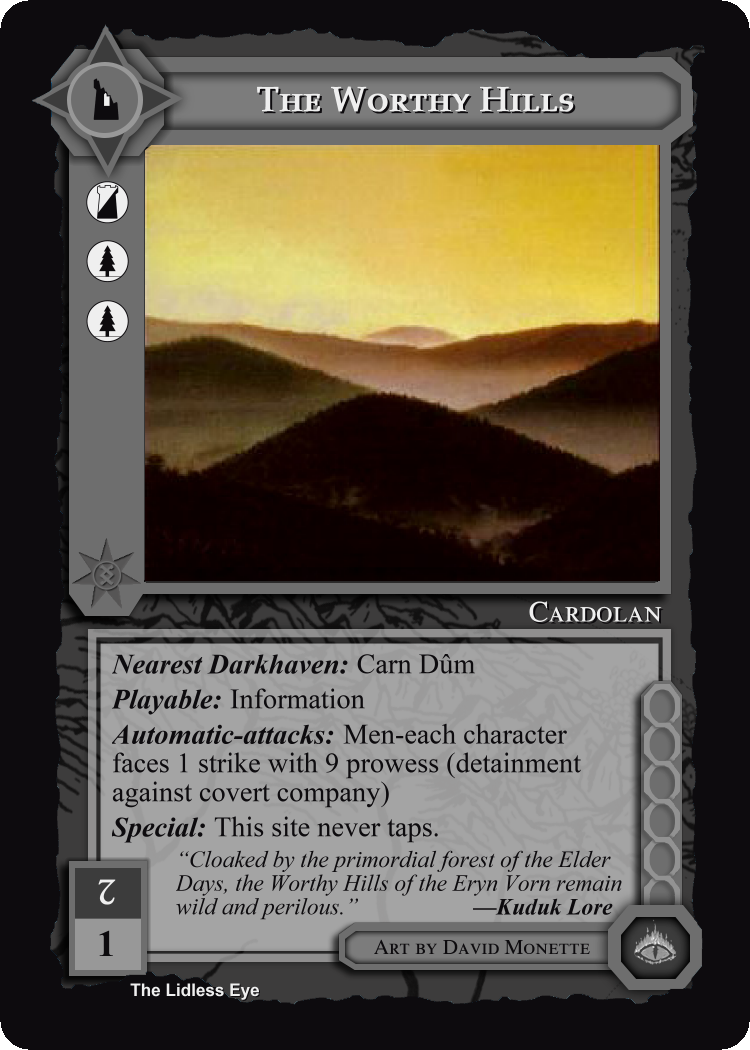 The Worthy Hills
Cardolan
Nearest Darkhaven: Carn Dûm
Playable: Information
Automatic-attacks: Men-each character
faces 1 strike with 9 prowess (detainment
against covert company)
Special: This site never taps.
“Cloaked by the primordial forest of the Elder
Days, the Worthy Hills of the Eryn Vorn remain
wild and perilous.” —Kuduk Lore
2
1
Art by David Monette
The Lidless Eye